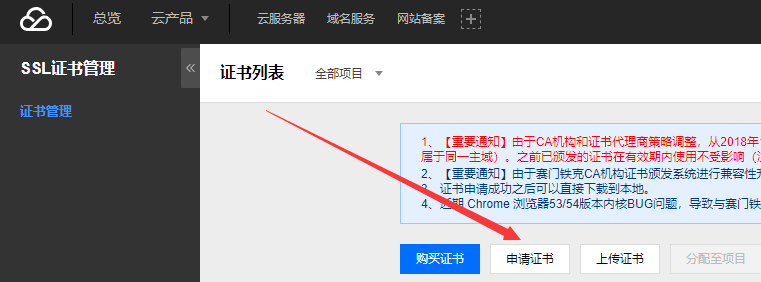 总览 云产品 云服务器 域名服务 网站备案
SSL证书管理
证书管理
证书列表 全部项目
1、【重要通知】由于CA机构和证书代理商策略调整，从2018年
属于同一主域）。之前已颁发的证书在有效期内使用不受影响
2、【重要通知】由于赛门铁克CA机构证书颁发系统进行兼容性
3、证书申请成功之后可以直接下载到本地。
4、近期 Chrome 浏览器53/54版本内核BUG问题，导致与赛门铁
购买证书 申请证书 上传证书 分配至项目